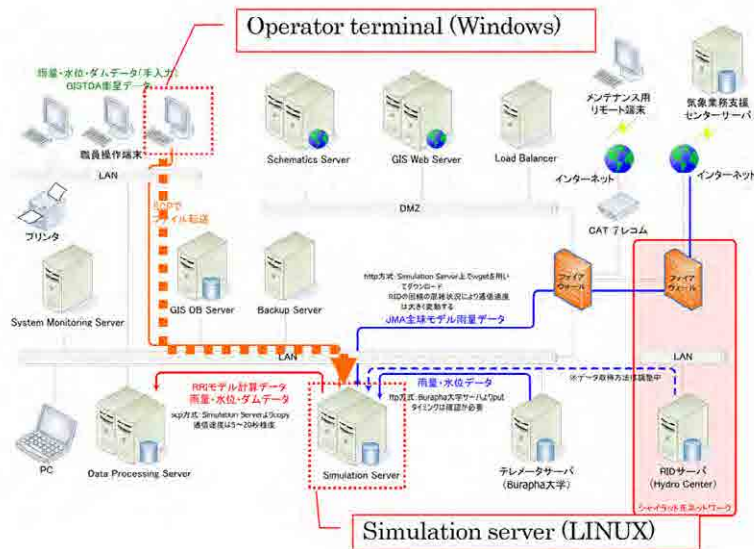 Operator terminal (Windows)
雨量・水位・ダムデータ(手入力)
GISTDA衛星データ
職員操作端末
LAN
プリンタ
SCPで
ファイル転送
Schematics Server
GIS Web Server
Load Balancer
DMZ
メンテナンス用
リモート端末
気象業務支援
センターサーバ
インターネット
インターネット
CAT テレコム
ファイア
ウォール
ファイア
ウォール
System Monitoring Server
GIS DB Server
Backup Server
http方式:Simulation Server上でwgetを用い
てダウンロード
RIDの回線の混雑状況により通信速度
は大きく変動する
JMA全球モデル雨量データ
LAN
LAN
RRIモデル計算データ
雨量・水位・ダムデータ
scp方式:Simulation Serverよりcopy
通信速度は5~20秒程度
雨量・水位データ
ftp方式:Burapha大学サーバよりput
タイミングは確認が必要
※データ取得方法は調整中
PC
Data Processing Server
Simulation Server
テレメータサーバ
(Burapha大学)
RIDサーバ
(Hydro Center)
Simulation server (LINUX)